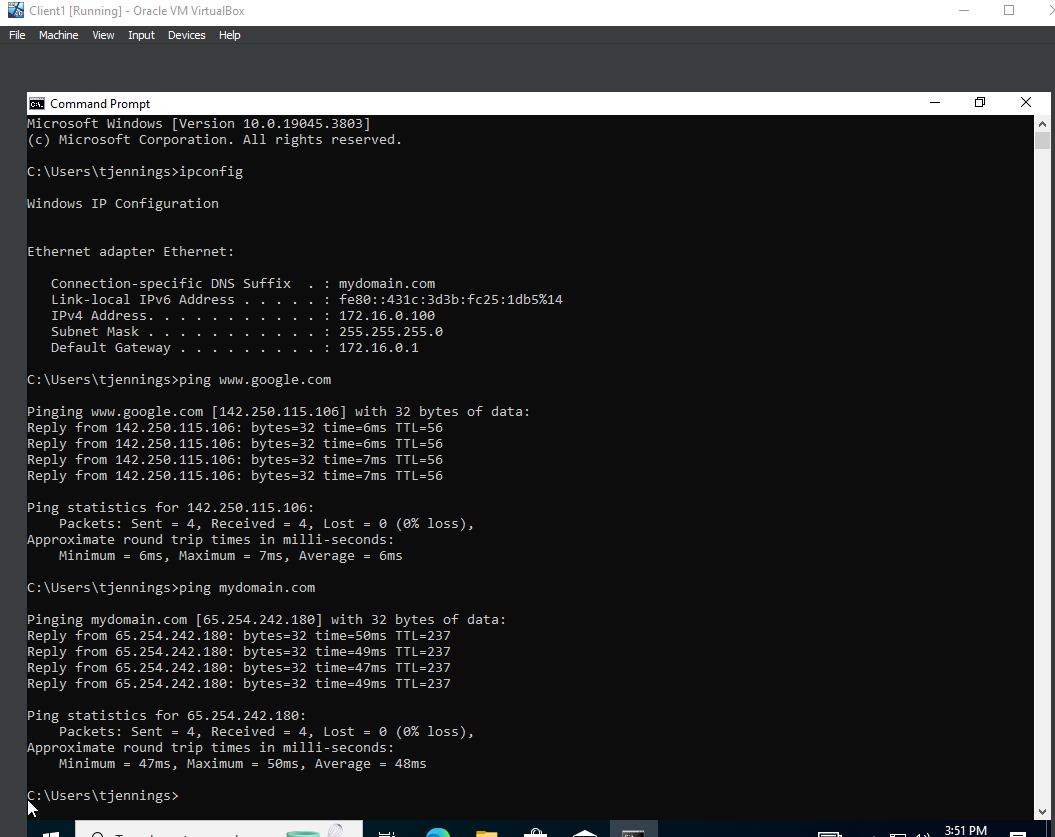 Client1 [Running] - Oracle VM VirtualBox
File Machine View Input Devices Help
Command Prompt
Microsoft Windows [Version 10.0.19045.3803]
(c) Microsoft Corporation. All rights reserved.
C:\Users\tjennings>ipconfig
Windows IP Configuration
Ethernet adapter Ethernet:
Connection-specific DNS Suffix . : mydomain.com
Link-local IPv6 Address . . . . . : fe80::431c:3d3b:fc25:1db5%14
IPv4 Address. . . . . . . . . . . : 172.16.0.100
Subnet Mask . . . . . . . . . . . : 255.255.255.0
Default Gateway . . . . . . . . . : 172.16.0.1
C:\Users\tjennings>ping www.google.com
Pinging www.google.com [142.250.115.106] with 32 bytes of data:
Reply from 142.250.115.106: bytes=32 time=6ms TTL=56
Reply from 142.250.115.106: bytes=32 time=6ms TTL=56
Reply from 142.250.115.106: bytes=32 time=7ms TTL=56
Reply from 142.250.115.106: bytes=32 time=7ms TTL=56
Ping statistics for 142.250.115.106:
Packets: Sent = 4, Received = 4, Lost = 0 (0% loss),
Approximate round trip times in milli-seconds:
Minimum = 6ms, Maximum = 7ms, Average = 6ms
C:\Users\tjennings>ping mydomain.com
Pinging mydomain.com [65.254.242.180] with 32 bytes of data:
Reply from 65.254.242.180: bytes=32 time=50ms TTL=237
Reply from 65.254.242.180: bytes=32 time=49ms TTL=237
Reply from 65.254.242.180: bytes=32 time=47ms TTL=237
Reply from 65.254.242.180: bytes=32 time=49ms TTL=237
Ping statistics for 65.254.242.180:
Packets: Sent = 4, Received = 4, Lost = 0 (0% loss),
Approximate round trip times in milli-seconds:
Minimum = 47ms, Maximum = 50ms, Average = 48ms
C:\Users\tjennings>
3:51 PM